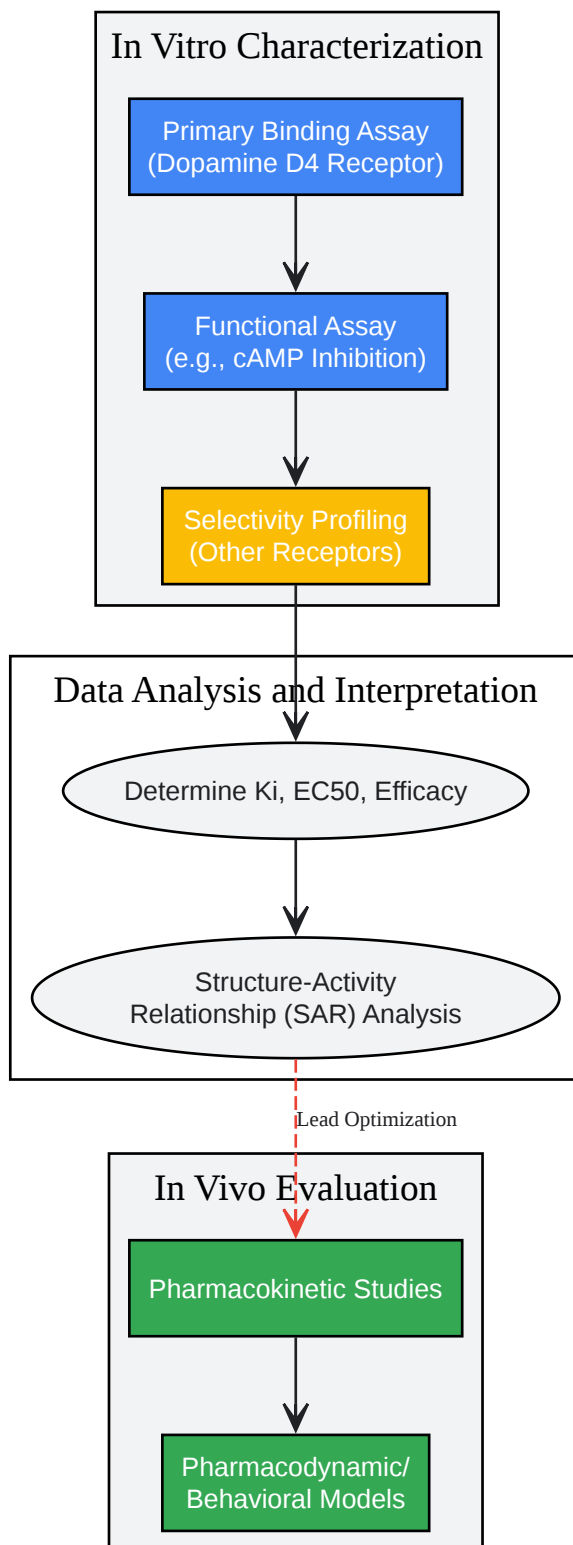 In Vitro Characterization
Primary Binding Assay
(Dopamine D4 Receptor)
Functional Assay
(e.g., cAMP Inhibition)
Selectivity Profiling
(Other Receptors)
Data Analysis and Interpretation
Determine Ki, EC50, Efficacy
Structure-Activity
Relationship (SAR) Analysis
Lead Optimization
In Vivo Evaluation
Pharmacokinetic Studies
Pharmacodynamic/
Behavioral Models